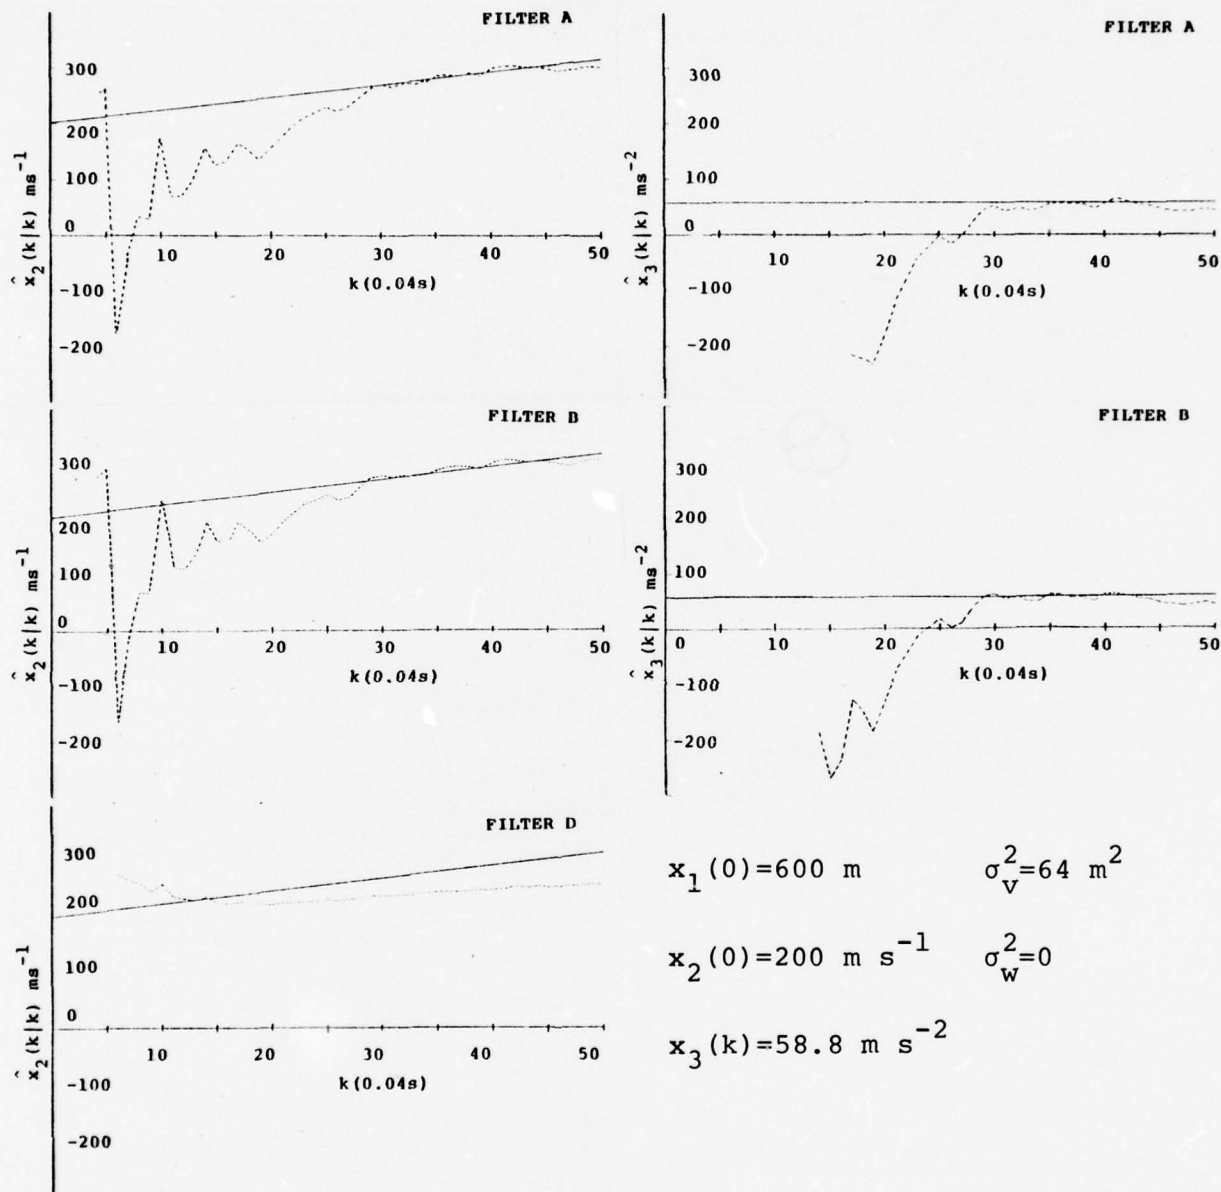 FILTER A
300
200
100
0
-100
-200
10 20 30 40 50
k(0.04s)
x̂₂(k|k) ms⁻¹
FILTER A
300
200
100
0
-100
-200
10 20 30 40 50
k(0.04s)
x̂₃(k|k) ms⁻²
FILTER B
300
200
100
0
-100
-200
10 20 30 40 50
k(0.04s)
x̂₂(k|k) ms⁻¹
FILTER B
300
200
100
0 10 20 30 40 50
-100
-200
k(0.04s)
x̂₃(k|k) ms⁻²
FILTER D
300
200
100
0
-100
-200
10 20 30 40 50
k(0.04s)
x̂₂(k|k) ms⁻¹
x₁(0)=600 m σᵥ²=64 m²
x₂(0)=200 m s⁻¹ σ_w²=0
x₃(k)=58.8 m s⁻²